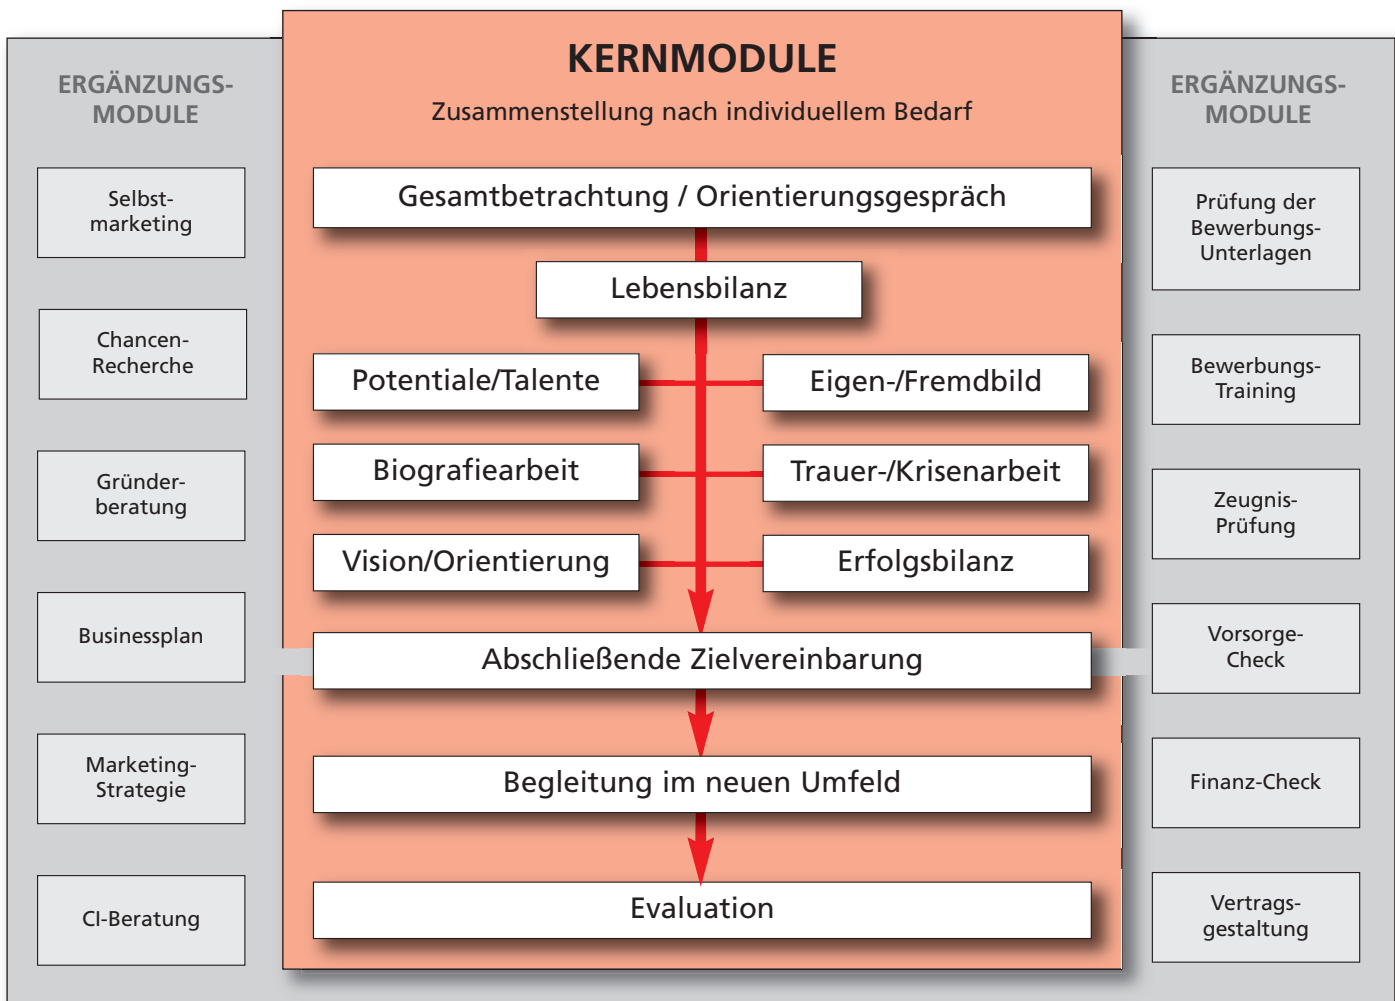 ERGÄNZUNGS-
MODULE
Selbst-
marketing
Chancen-
Recherche
Gründer-
beratung
Businessplan
Marketing-
Strategie
CI-Beratung
KERNMODULE
Zusammenstellung nach individuellem Bedarf
Gesamtbetrachtung / Orientierungsgespräch
Lebensbilanz
Potentiale/Talente
Eigen-/Fremdbild
Biografiearbeit
Trauer-/Krisenarbeit
Vision/Orientierung
Erfolgsbilanz
Abschließende Zielvereinbarung
Begleitung im neuen Umfeld
Evaluation
ERGÄNZUNGS-
MODULE
Prüfung der
Bewerbungs-
Unterlagen
Bewerbungs-
Training
Zeugnis-
Prüfung
Vorsorge-
Check
Finanz-Check
Vertrags-
gestaltung